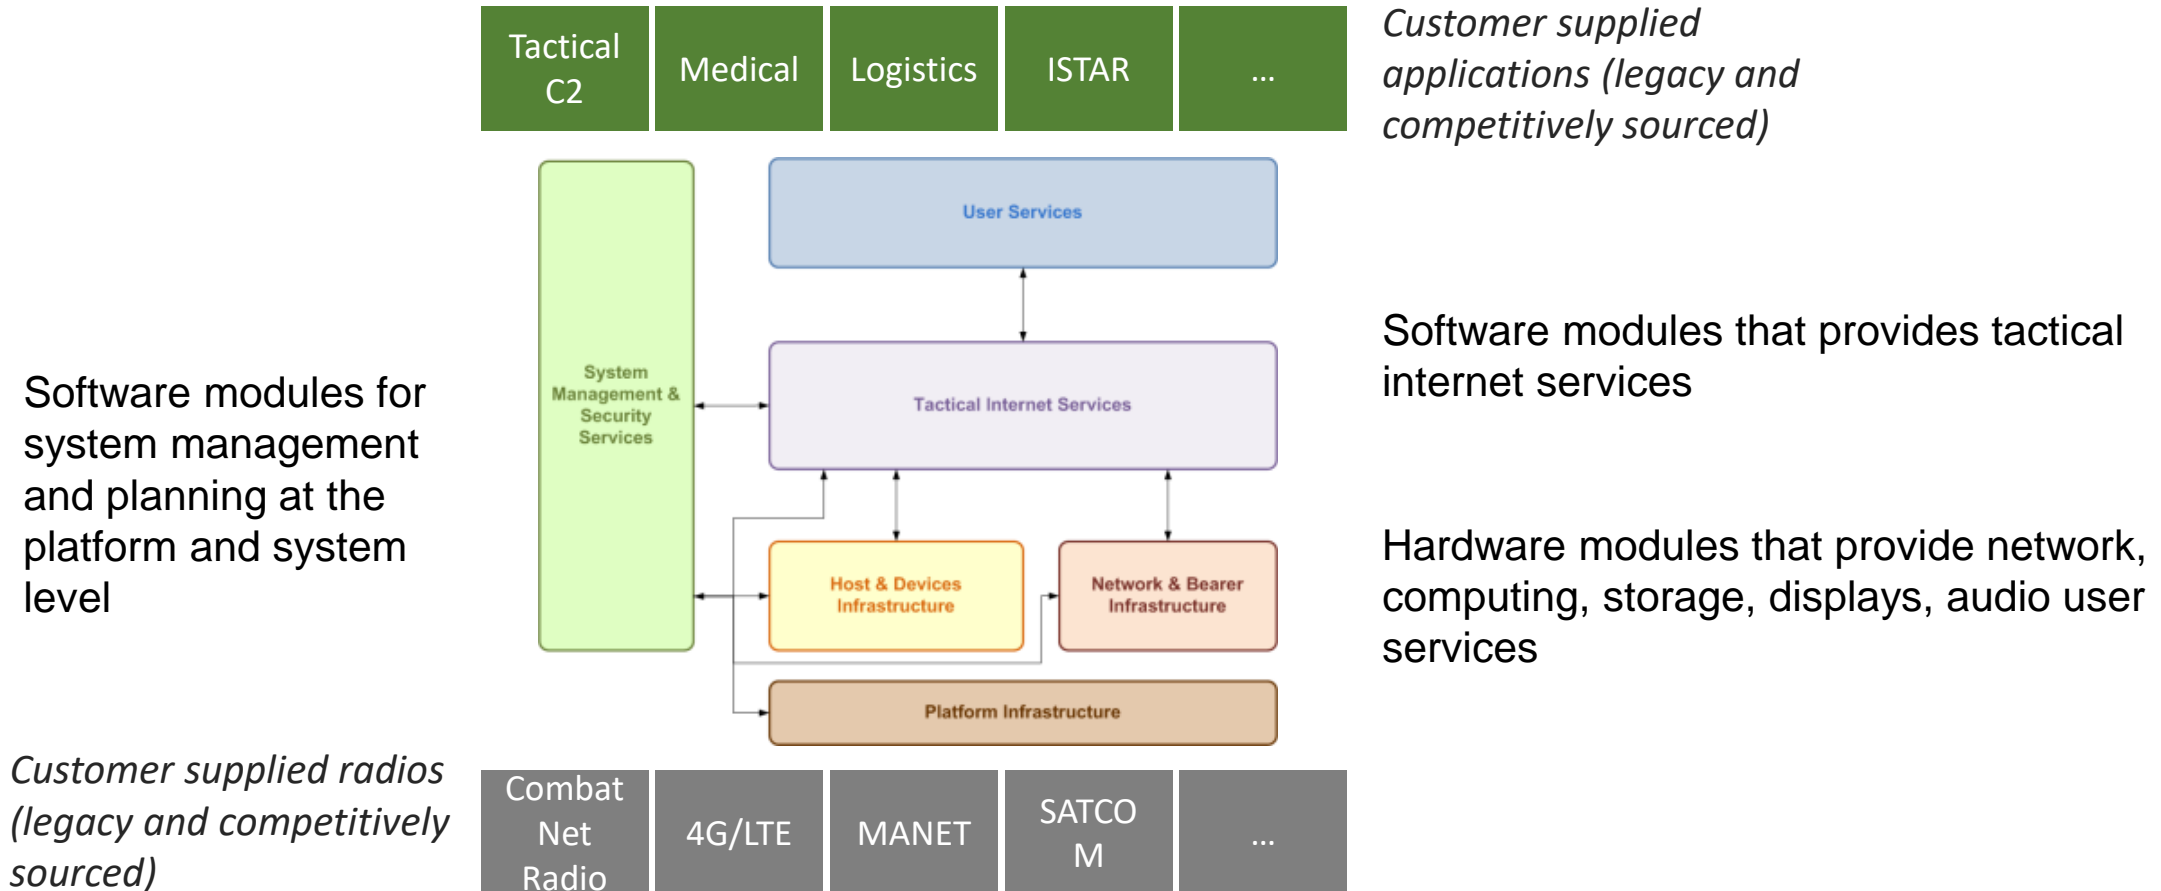 Tactical
C2
Medical
Logistics
ISTAR
...
Customer supplied
applications (legacy and
competitively sourced)
User Services
System
Management &
Security
Services
Tactical Internet Services
Software modules that provides tactical
internet services
Software modules for
system management
and planning at the
platform and system
level
Host & Devices
Infrastructure
Network & Bearer
Infrastructure
Hardware modules that provide network,
computing, storage, displays, audio user
services
Platform Infrastructure
Customer supplied radios
(legacy and competitively
sourced)
Combat
Net
Radio
4G/LTE
MANET
SATCO
M
...